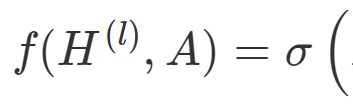 f(H^{(l)}, A) = σ(